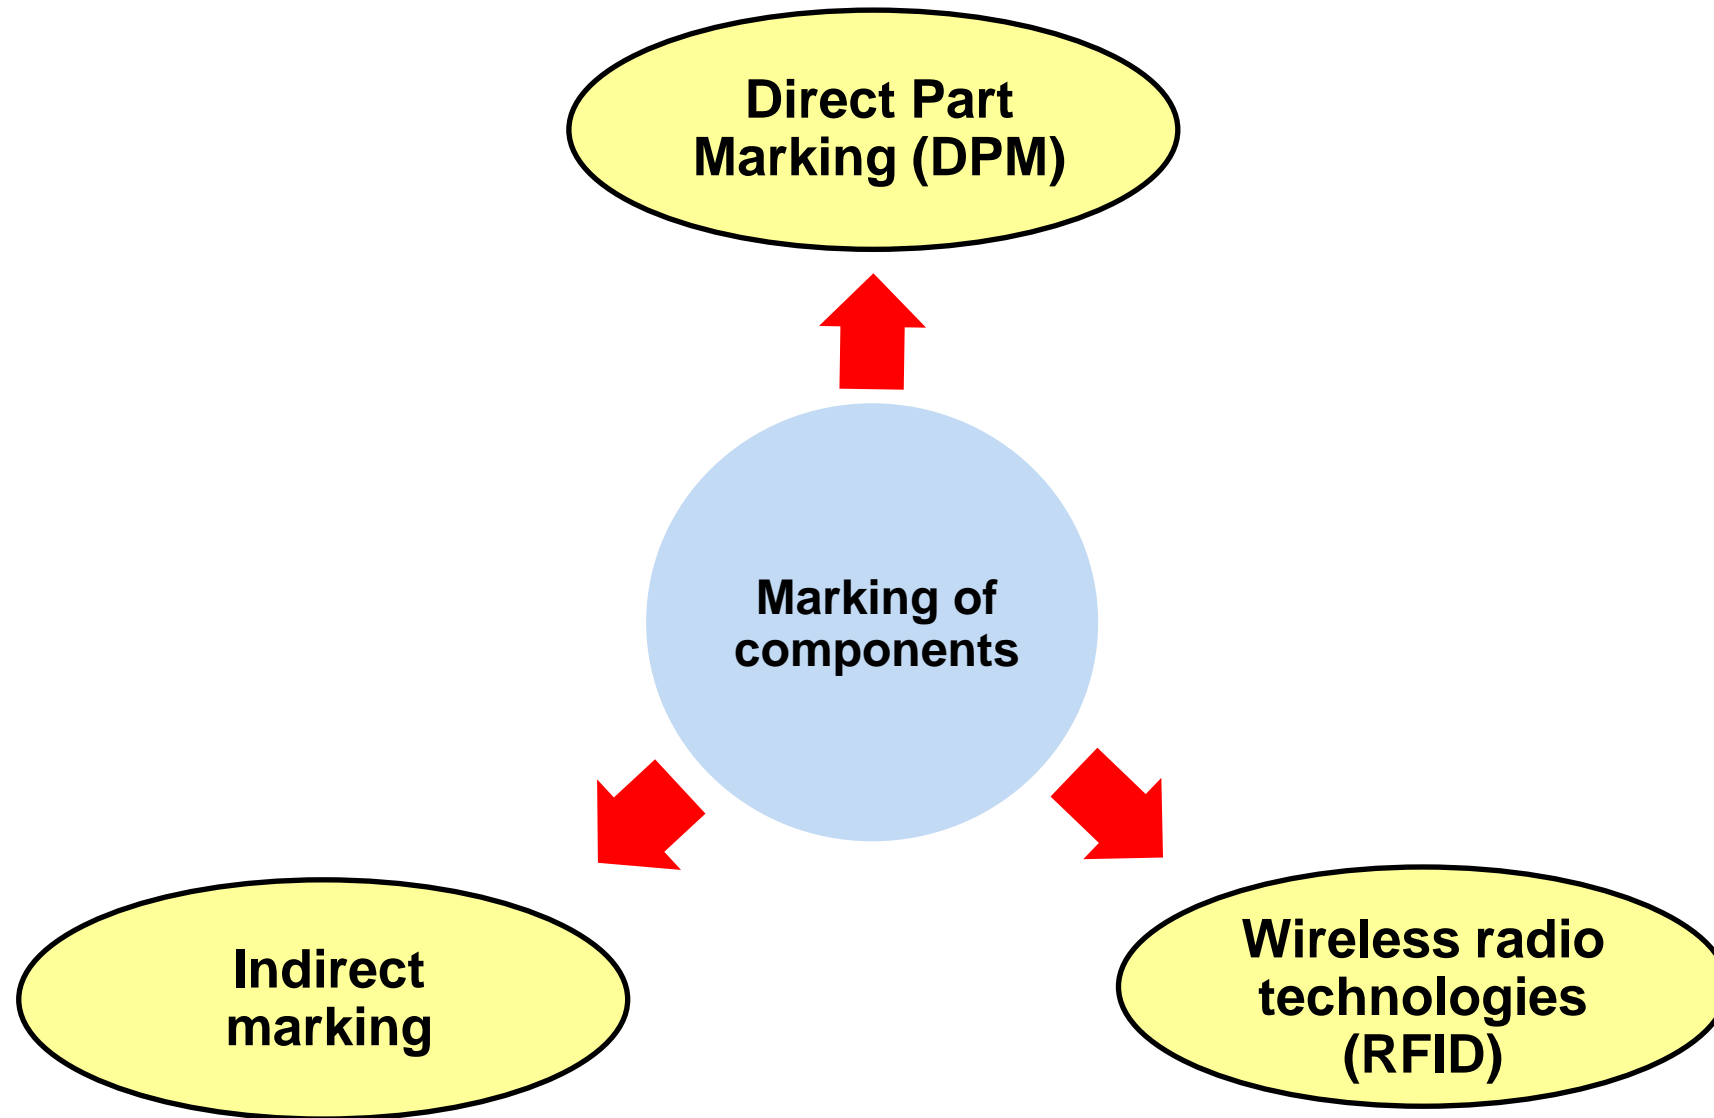 Direct Part
Marking (DPM)
Marking of
components
Indirect
marking
Wireless radio
technologies
(RFID)